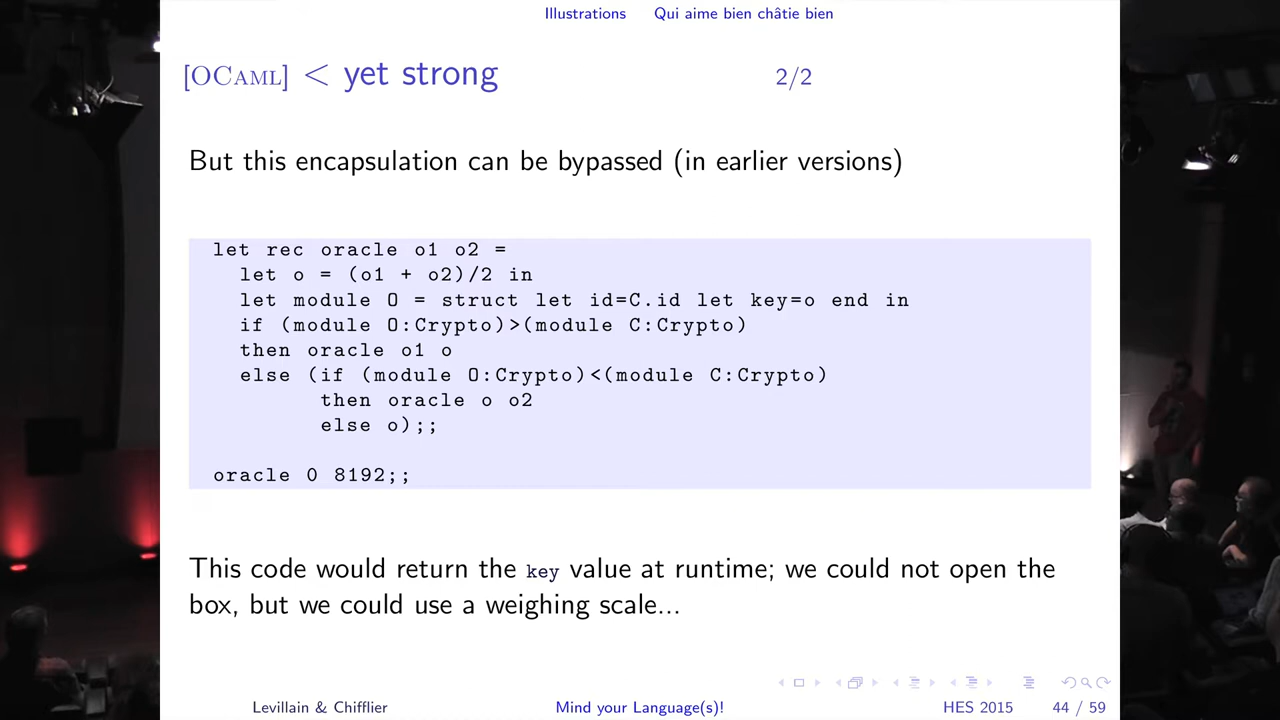 Illustrations Qui aime bien châtie bien
[OCAML] < yet strong 2/2
But this encapsulation can be bypassed (in earlier versions)
let rec oracle o1 o2 =
let o = (o1 + o2)/2 in
let module O = struct let id=C.id let key=o end in
if (module O:Crypto)>(module C:Crypto)
then oracle o1 o
else (if (module O:Crypto)<(module C:Crypto)
then oracle o o2
else o);;
oracle 0 8192;;
This code would return the key value at runtime; we could not open the
box, but we could use a weighing scale...
Levillain & Chifflier Mind your Language(s)! HES 2015 44 / 59